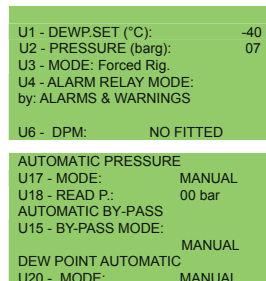 U1 - DEWP.SET (°C): -40
U2 - PRESSURE (barg): 07
U3 - MODE: Forced Rig.
U4 - ALARM RELAY MODE:
by: ALARMS & WARNINGS
U6 - DPM: NO FITTED
AUTOMATIC PRESSURE
U17 - MODE: MANUAL
U18 - READ P.: 00 bar
AUTOMATIC BY-PASS
U15 - BY-PASS MODE:
MANUAL
DEW POINT AUTOMATIC
U20 - MODE: MANUAL